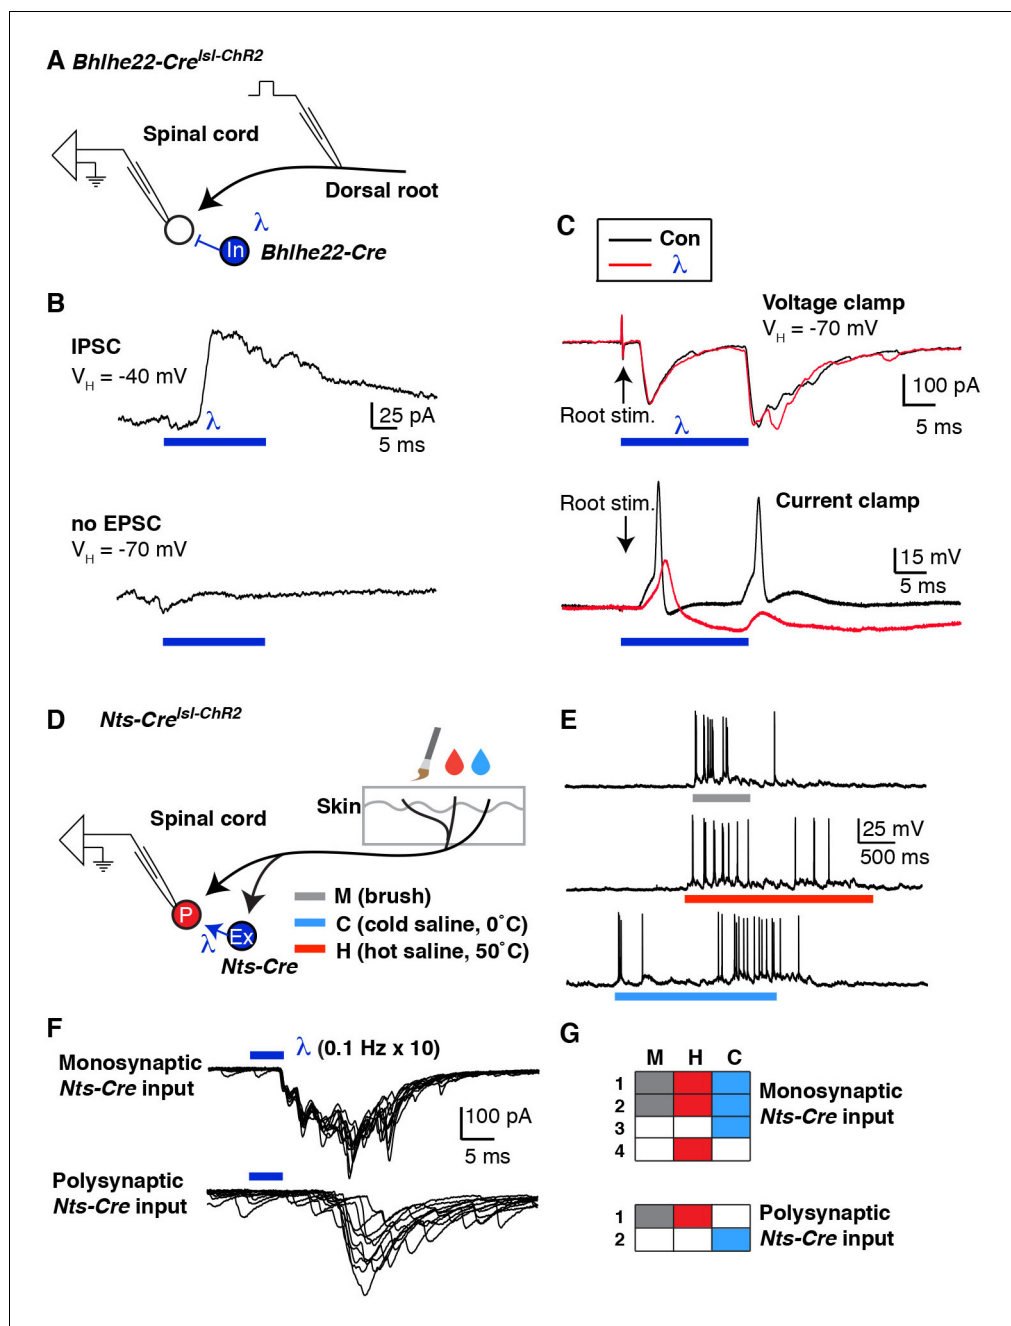 A Bhlhe22-Cre^lsl-ChR2
Spinal cord
Dorsal root
λ
In
Bhlhe22-Cre
B
IPSC
V_H = -40 mV
λ
25 pA
5 ms
no EPSC
V_H = -70 mV
C
Con
λ
Voltage clamp
V_H = -70 mV
100 pA
5 ms
Root stim.
λ
Root stim.
Current clamp
15 mV
5 ms
D Nts-Cre^lsl-ChR2
Skin
Spinal cord
P
λ
Ex
Nts-Cre
M (brush)
C (cold saline, 0˚C)
H (hot saline, 50˚C)
E
25 mV
500 ms
F
λ (0.1 Hz x 10)
Monosynaptic
Nts-Cre input
100 pA
5 ms
Polysynaptic
Nts-Cre input
G
M H C
1
2
3
4
Monosynaptic
Nts-Cre input
1
2
Polysynaptic
Nts-Cre input